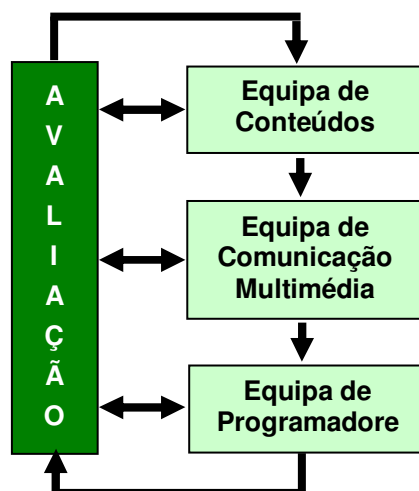 A
V
A
L
I
A
Ç
Ã
O
Equipa de
Conteúdos
Equipa de
Comunicação
Multimédia
Equipa de
Programadore